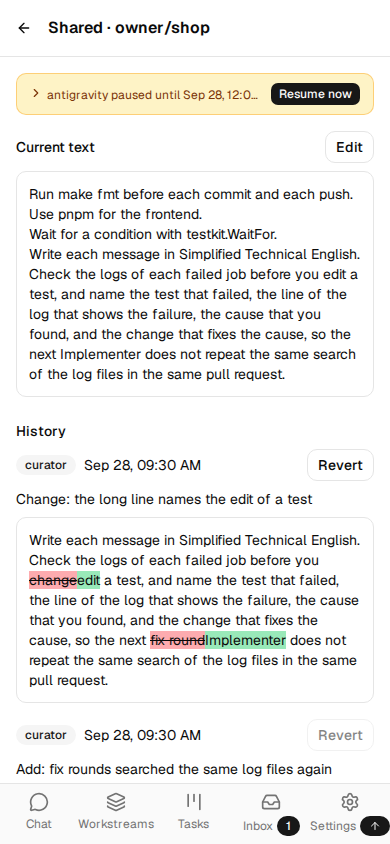 Shared · owner/shop
antigravity paused until Sep 28, 12:0...
Resume now
Current text
Edit
Run make fmt before each commit and each push.
Use pnpm for the frontend.
Wait for a condition with testkit.WaitFor.
Write each message in Simplified Technical English.
Check the logs of each failed job before you edit a
test, and name the test that failed, the line of the
log that shows the failure, the cause that you
found, and the change that fixes the cause, so the
next Implementer does not repeat the same search
of the log files in the same pull request.
History
curator Sep 28, 09:30 AM
Revert
Change: the long line names the edit of a test
Write each message in Simplified Technical English.
Check the logs of each failed job before you
changeedit a test, and name the test that failed,
the line of the log that shows the failure, the cause
that you found, and the change that fixes the
cause, so the next fix roundImplementer does not
repeat the same search of the log files in the same
pull request.
curator Sep 28, 09:30 AM
Revert
Add: fix rounds searched the same log files again
Chat
Workstreams
Tasks
Inbox 1
Settings